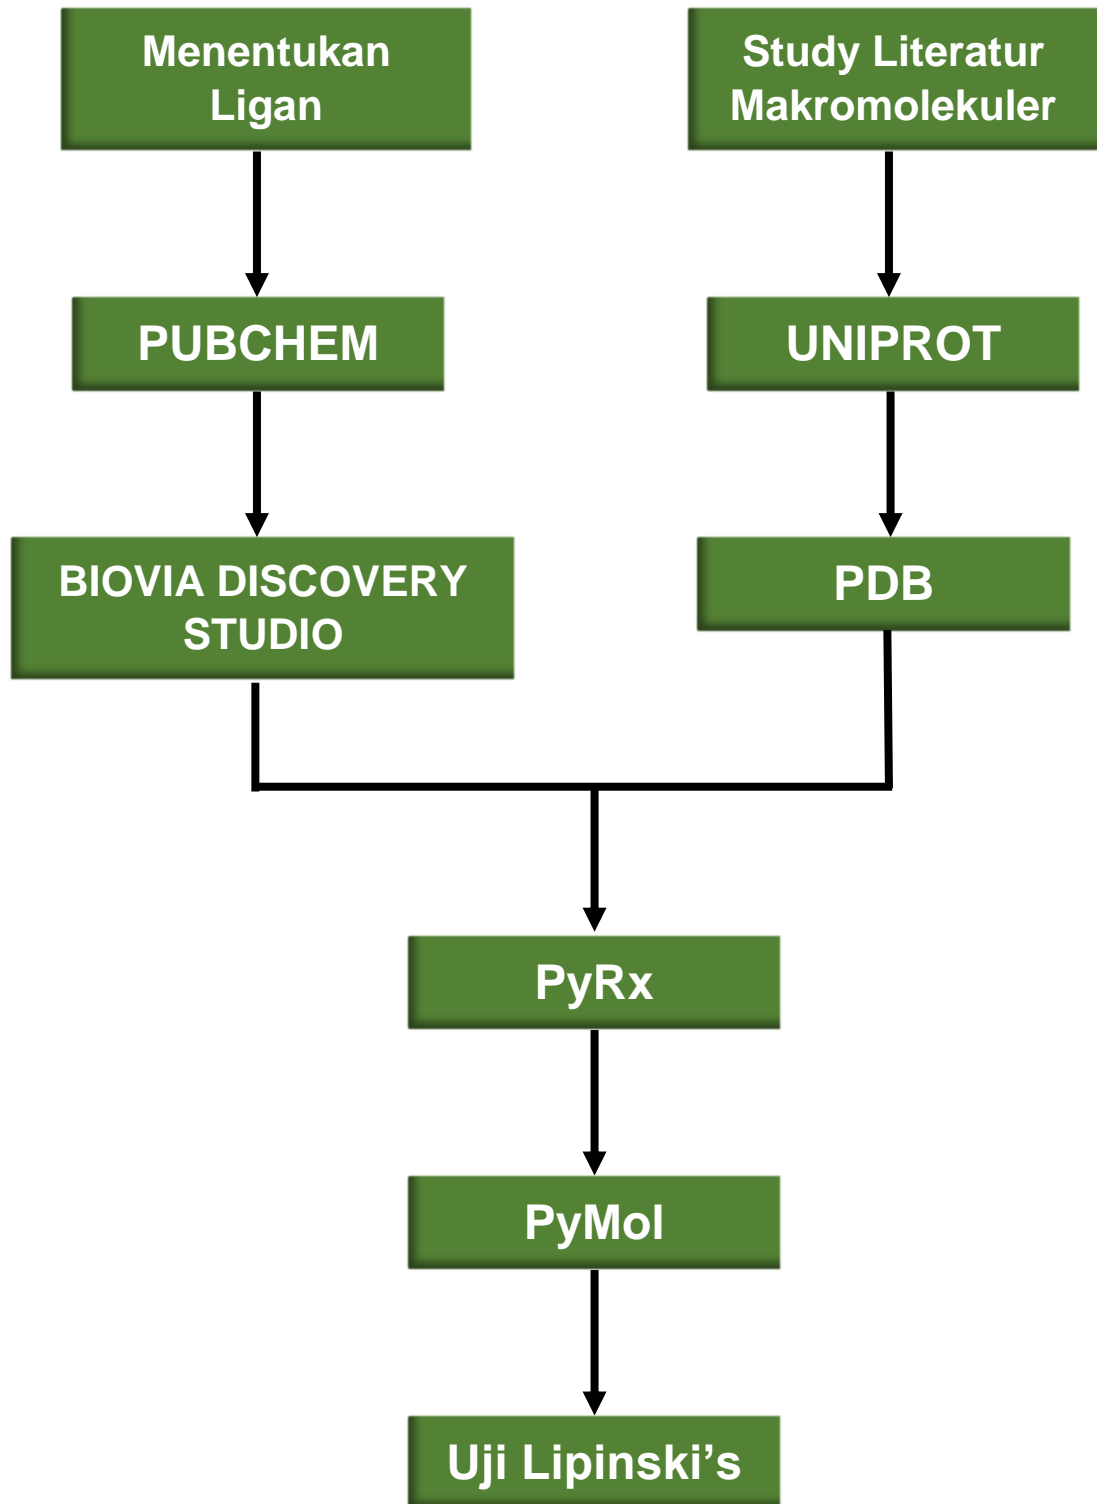 Menentukan
Ligan
Study Literatur
Makromolekuler
PUBCHEM
UNIPROT
BIOVIA DISCOVERY
STUDIO
PDB
PyRx
PyMol
Uji Lipinski’s